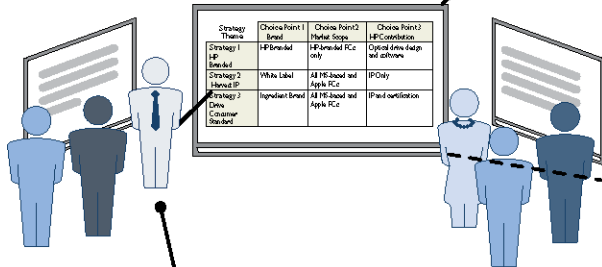 Strategy Theme
Choice Point 1 Brand
Choice Point 2 Market Scope
Choice Point 3 HP Contribution
Strategy 1 HP Branded
HP Branded
HP-branded PCs only
Optical drive design and software
Strategy 2 Harvest IP
White Label
All MS-based and Apple PCs
IP Only
Strategy 3 Drive Consumer Standard
Ingredient Brand
All MS-based and Apple PCs
IP and certification